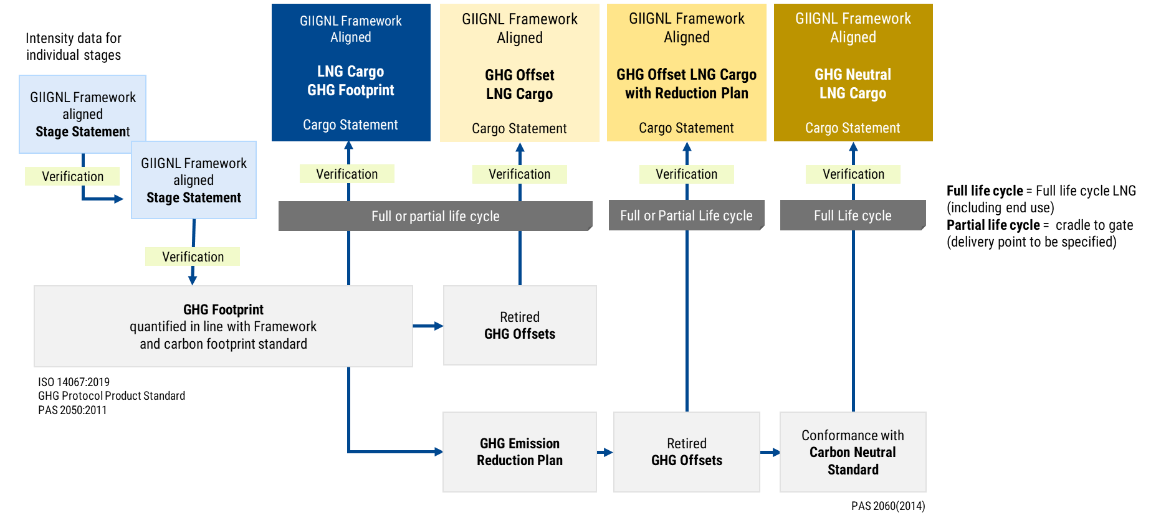 Intensity data for
individual stages
GIIGNL Framework
aligned
Stage Statement
Verification
GIIGNL Framework
aligned
Stage Statement
Verification
GIIGNL Framework
Aligned
LNG Cargo
GHG Footprint
Cargo Statement
GIIGNL Framework
Aligned
GHG Offset
LNG Cargo
Cargo Statement
GIIGNL Framework
Aligned
GHG Offset LNG Cargo
with Reduction Plan
Cargo Statement
GIIGNL Framework
Aligned
GHG Neutral
LNG Cargo
Cargo Statement
Verification
Verification
Verification
Verification
Full or partial life cycle
Full or Partial Life cycle
Full Life cycle
Full life cycle = Full life cycle LNG
(including end use)
Partial life cycle = cradle to gate
(delivery point to be specified)
GHG Footprint
quantified in line with Framework
and carbon footprint standard
Retired
GHG Offsets
ISO 14067:2019
GHG Protocol Product Standard
PAS 2050:2011
GHG Emission
Reduction Plan
Retired
GHG Offsets
Conformance with
Carbon Neutral
Standard
PAS 2060(2014)